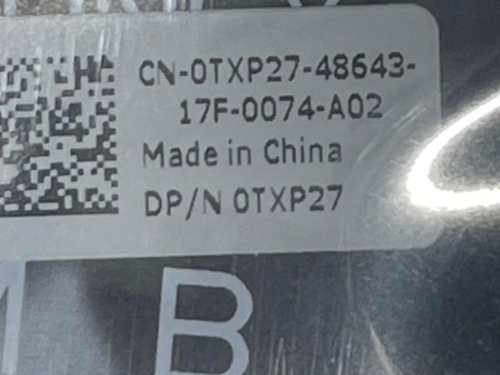 CN-0TXP27-48643-
17F-0074-A02
Made in China
DP/N 0TXP27
B